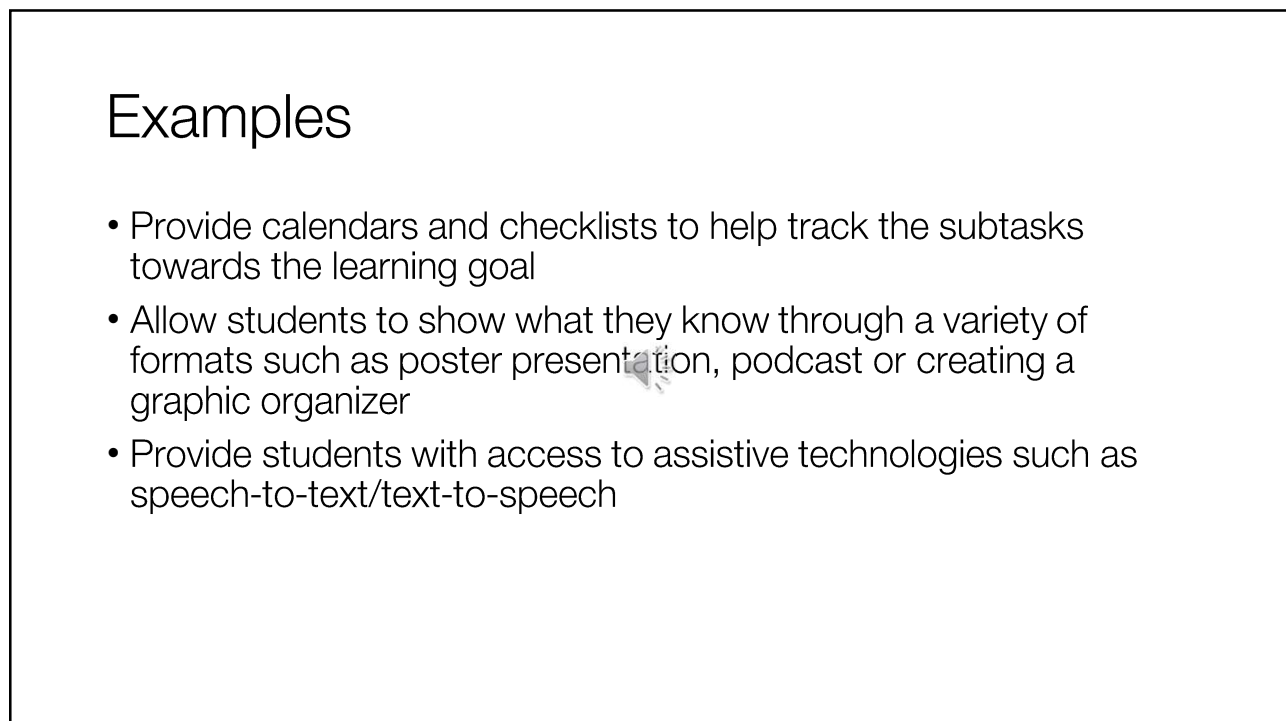 Examples
• Provide calendars and checklists to help track the subtasks
towards the learning goal
• Allow students to show what they know through a variety of
formats such as poster presentation, podcast or creating a
graphic organizer
• Provide students with access to assistive technologies such as
speech-to-text/text-to-speech